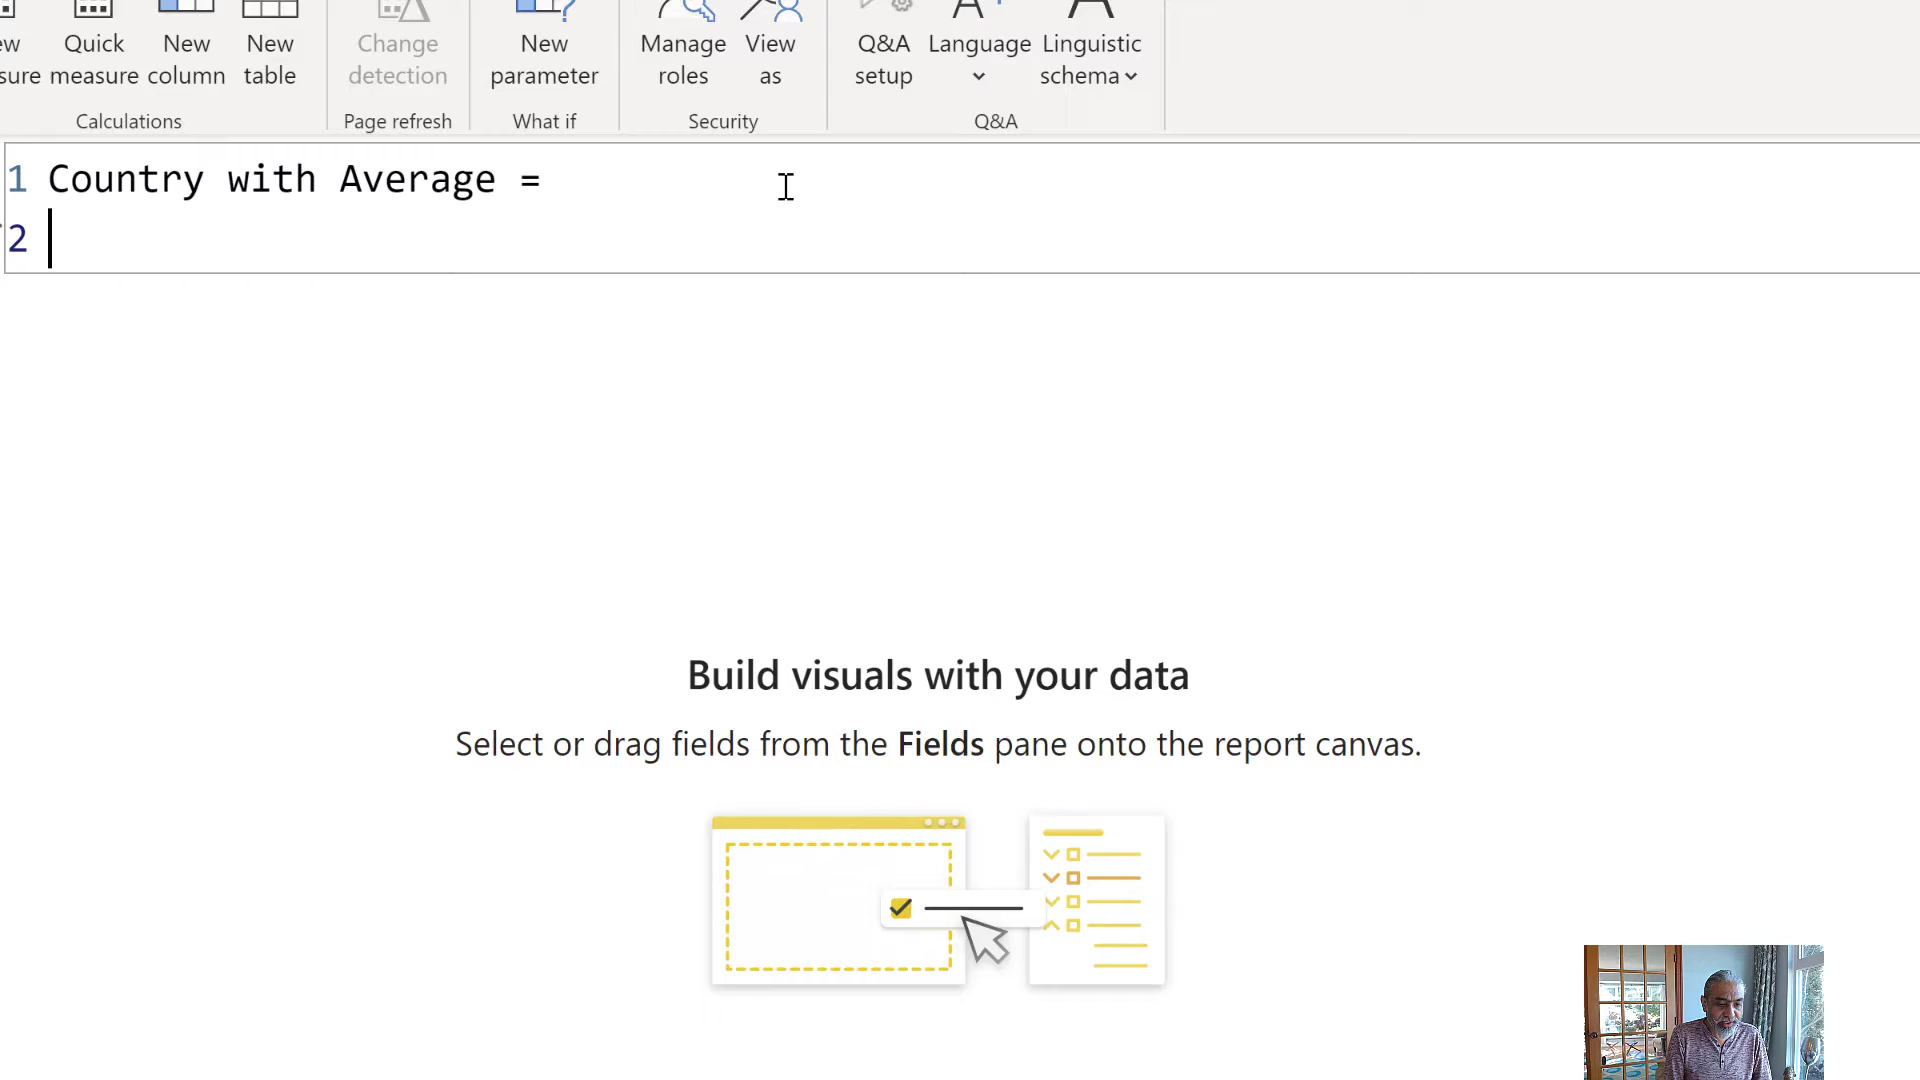 ew Quick New New Change New Manage View Q&A Language Linguistic
sure measure column table detection parameter roles as setup schema
Calculations Page refresh What if Security Q&A
1 Country with Average =
2
Build visuals with your data
Select or drag fields from the Fields pane onto the report canvas.